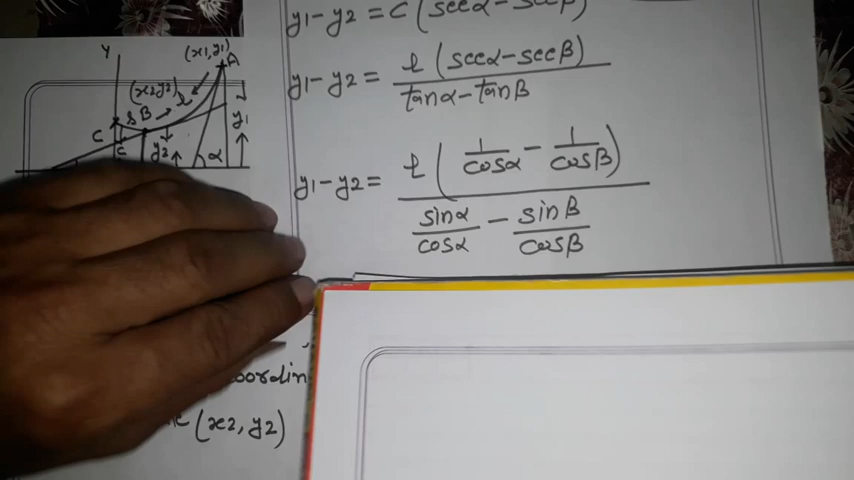 y1-y2 = c (secα-secβ)
y1-y2 = l (secα-secβ) / tanα-tanβ
y1-y2 = l (1/cosα - 1/cosβ) / sinα/cosα - sinβ/cosβ
Y
(x1,y1)
A
(x2,y2)
l
C
s
B
c
y2
α
y1
coordin
(x2, y2)